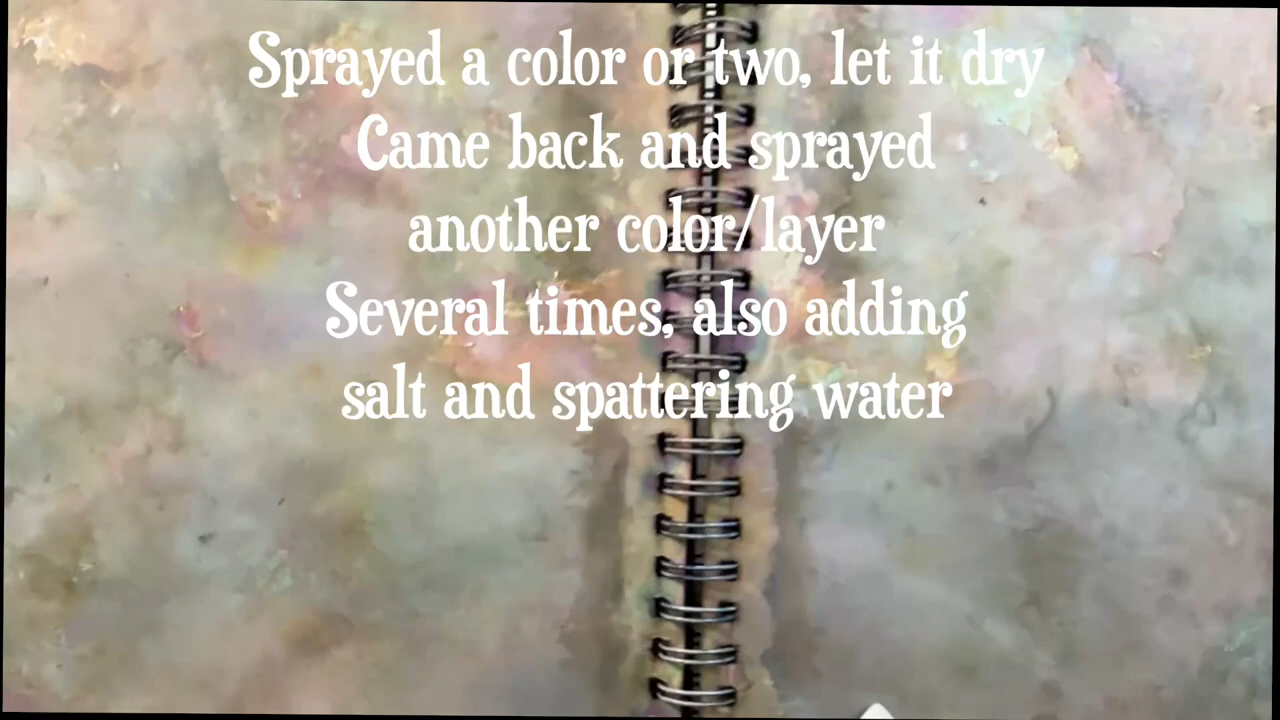 Sprayed a color or two, let it dry
Came back and sprayed
another color/layer
Several times, also adding
salt and spattering water